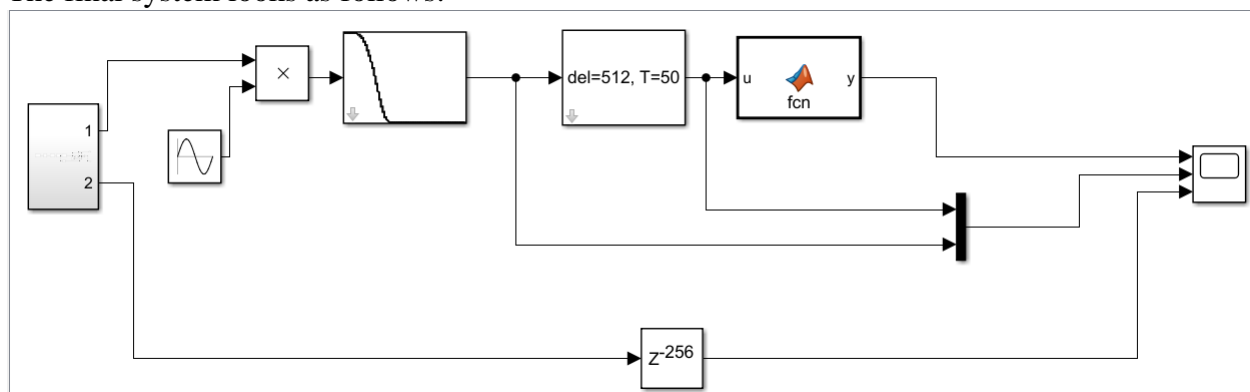 The final system looks as follows:
1
2
×
del=512, T=50
u
fcn
y
Z-256